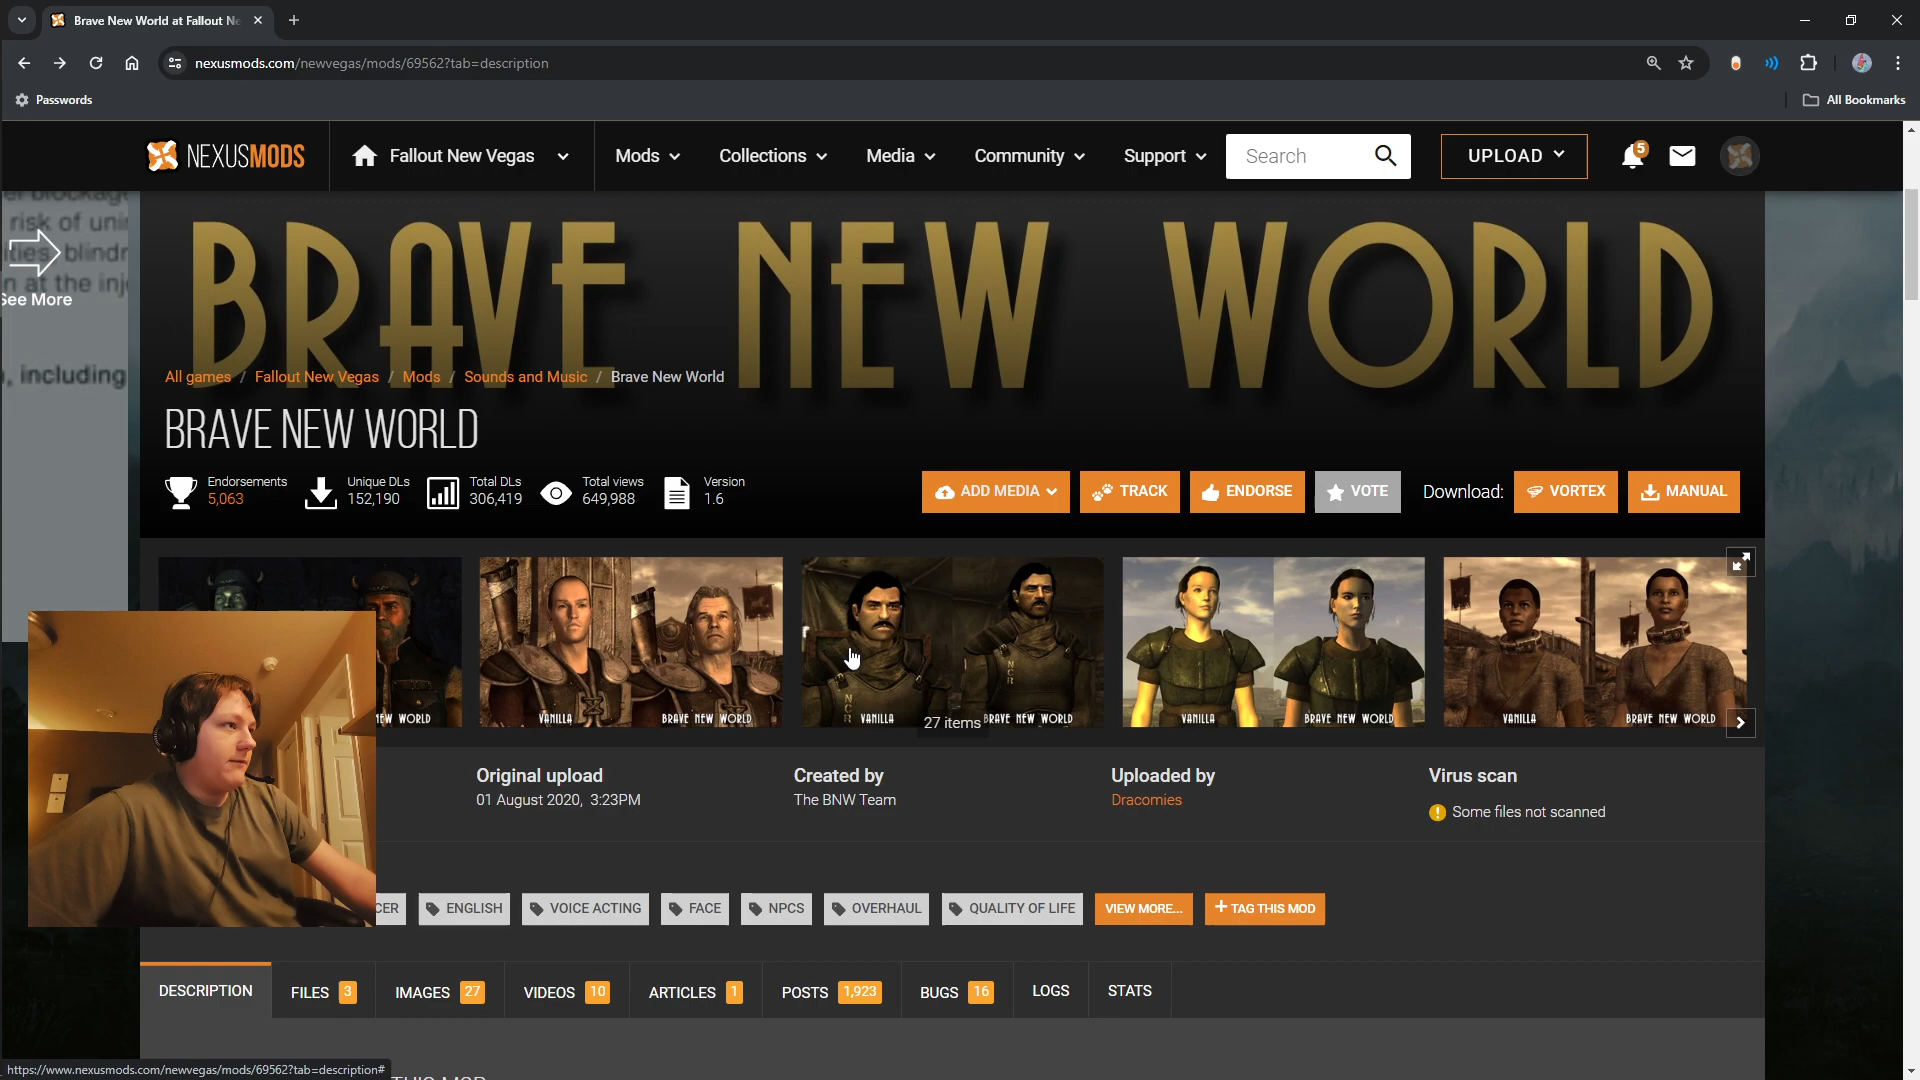 Brave New World at Fallout N
nexusmods.com/newvegas/mods/69562?tab=description
Passwords
All Bookmarks
NEXUSMODS
Fallout New Vegas
Mods
Collections
Media
Community
Support
Search
UPLOAD
5
risk of
blindr
n at the inj
See More
, including
BRAVE NEW WORLD
All games / Fallout New Vegas / Mods / Sounds and Music / Brave New World
BRAVE NEW WORLD
Endorsements
5,063
Unique DLs
152,190
Total DLs
306,419
Total views
649,988
Version
1.6
ADD MEDIA
TRACK
ENDORSE
VOTE
Download:
VORTEX
MANUAL
NEW WORLD
VANILLA
BRAVE NEW WORLD
NCR
VANILLA
NCR
BRAVE NEW WORLD
27 items
VANILLA
BRAVE NEW WORLD
VANILLA
BRAVE NEW WORLD
Original upload
01 August 2020, 3:23PM
Created by
The BNW Team
Uploaded by
Dracomies
Virus scan
Some files not scanned
CER
ENGLISH
VOICE ACTING
FACE
NPCS
OVERHAUL
QUALITY OF LIFE
VIEW MORE...
+ TAG THIS MOD
DESCRIPTION
FILES 3
IMAGES 27
VIDEOS 10
ARTICLES 1
POSTS 1,923
BUGS 16
LOGS
STATS
https://www.nexusmods.com/newvegas/mods/69562?tab=description#